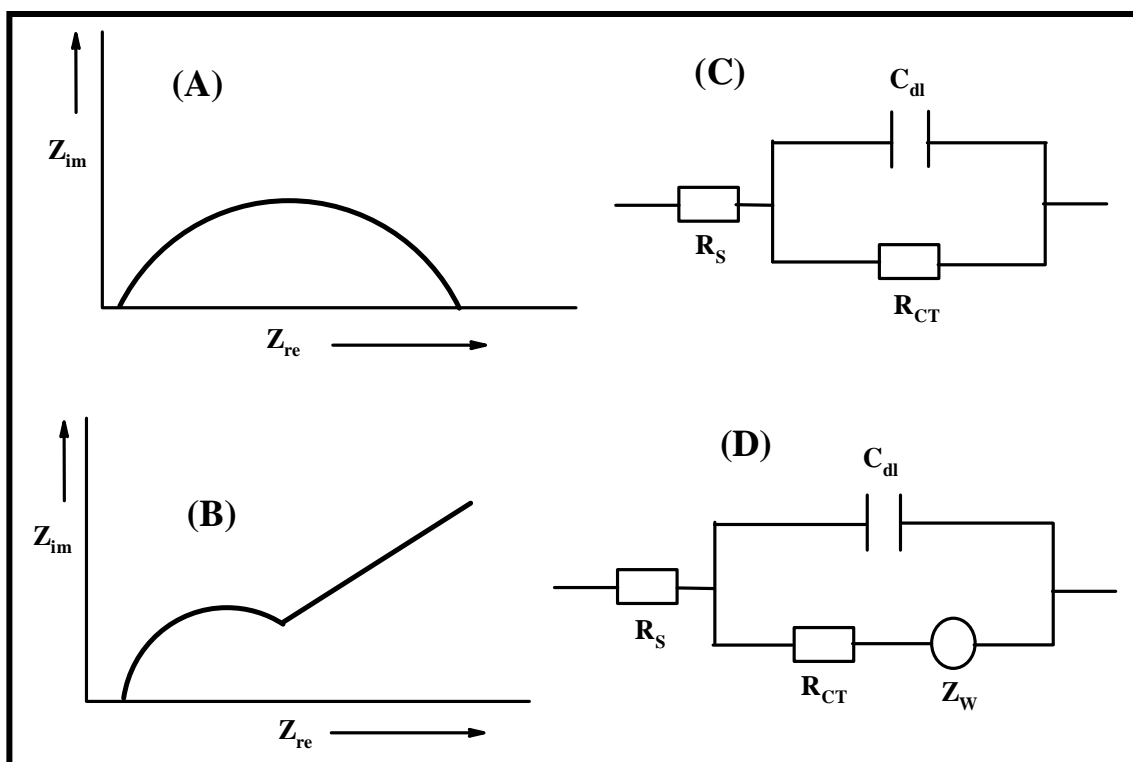 (A)
Z_im
Z_re
(C)
C_dl
R_S
R_CT
(B)
Z_im
Z_re
(D)
C_dl
R_S
R_CT
Z_W